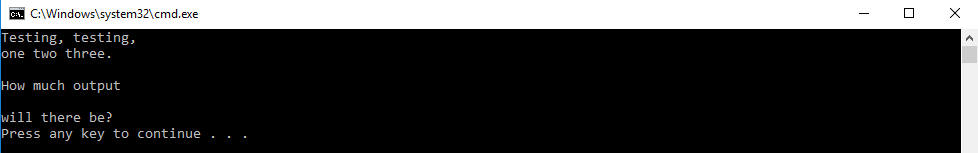 C:\Windows\system32\cmd.exe
Testing, testing,
one two three.
How much output
will there be?
Press any key to continue . . .